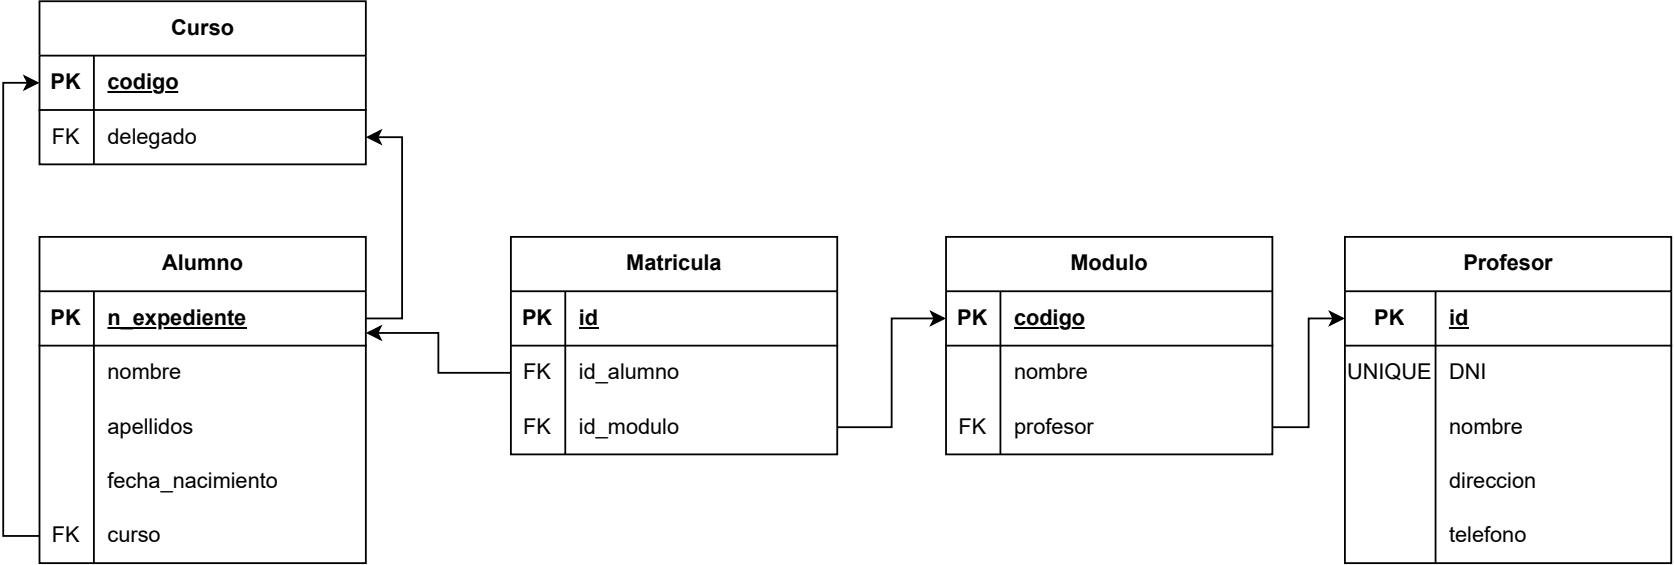 Curso
PK codigo
FK delegado
Alumno
PK n_expediente
nombre
apellidos
fecha_nacimiento
FK curso
Matricula
PK id
FK id_alumno
FK id_modulo
Modulo
PK codigo
nombre
FK profesor
Profesor
PK id
UNIQUE DNI
nombre
direccion
telefono